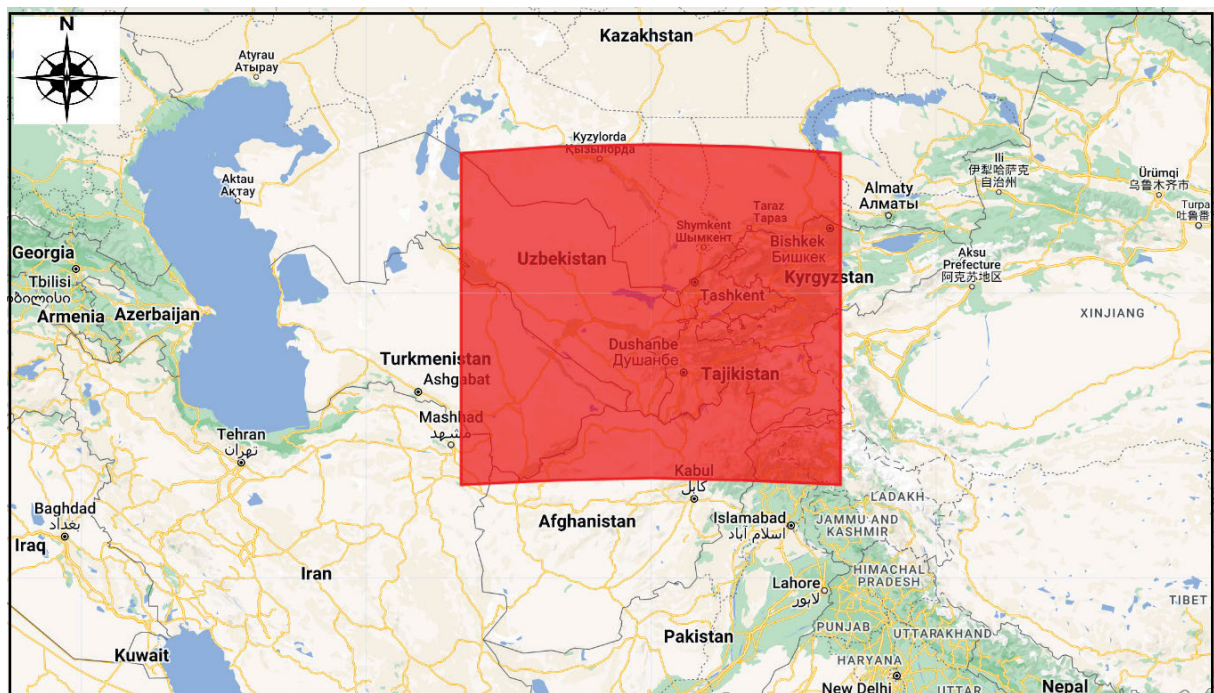 N
Kazakhstan
Atyrau
Атырау
Kyzylorda
Қызылорда
Aktau
Ақтау
Ili
伊犁哈萨克
自治州
Ürümqi
乌鲁木齐市
Almaty
Алматы
Taraz
Тараз
Turpa
吐鲁番
Shymkent
Шымкент
Bishkek
Бишкек
Georgia
Tbilisi
თბილისი
Uzbekistan
Aksu
Prefecture
阿克苏地区
Kyrgyzstan
Tashkent
Armenia
Azerbaijan
XINJIANG
Dushanbe
Душанбе
Turkmenistan
Ashgabat
Tajikistan
Mashhad
مشهد
Tehran
تهران
Kabul
کابل
LADAKH
Baghdad
بغداد
Afghanistan
Islamabad
اسلام آباد
JAMMU AND
KASHMIR
Iraq
Iran
HIMACHAL
PRADESH
Lahore
لاہور
TIBET
PUNJAB
UTTARAKHAND
Pakistan
Kuwait
HARYANA
New Delhi
UTTAR
Nepal